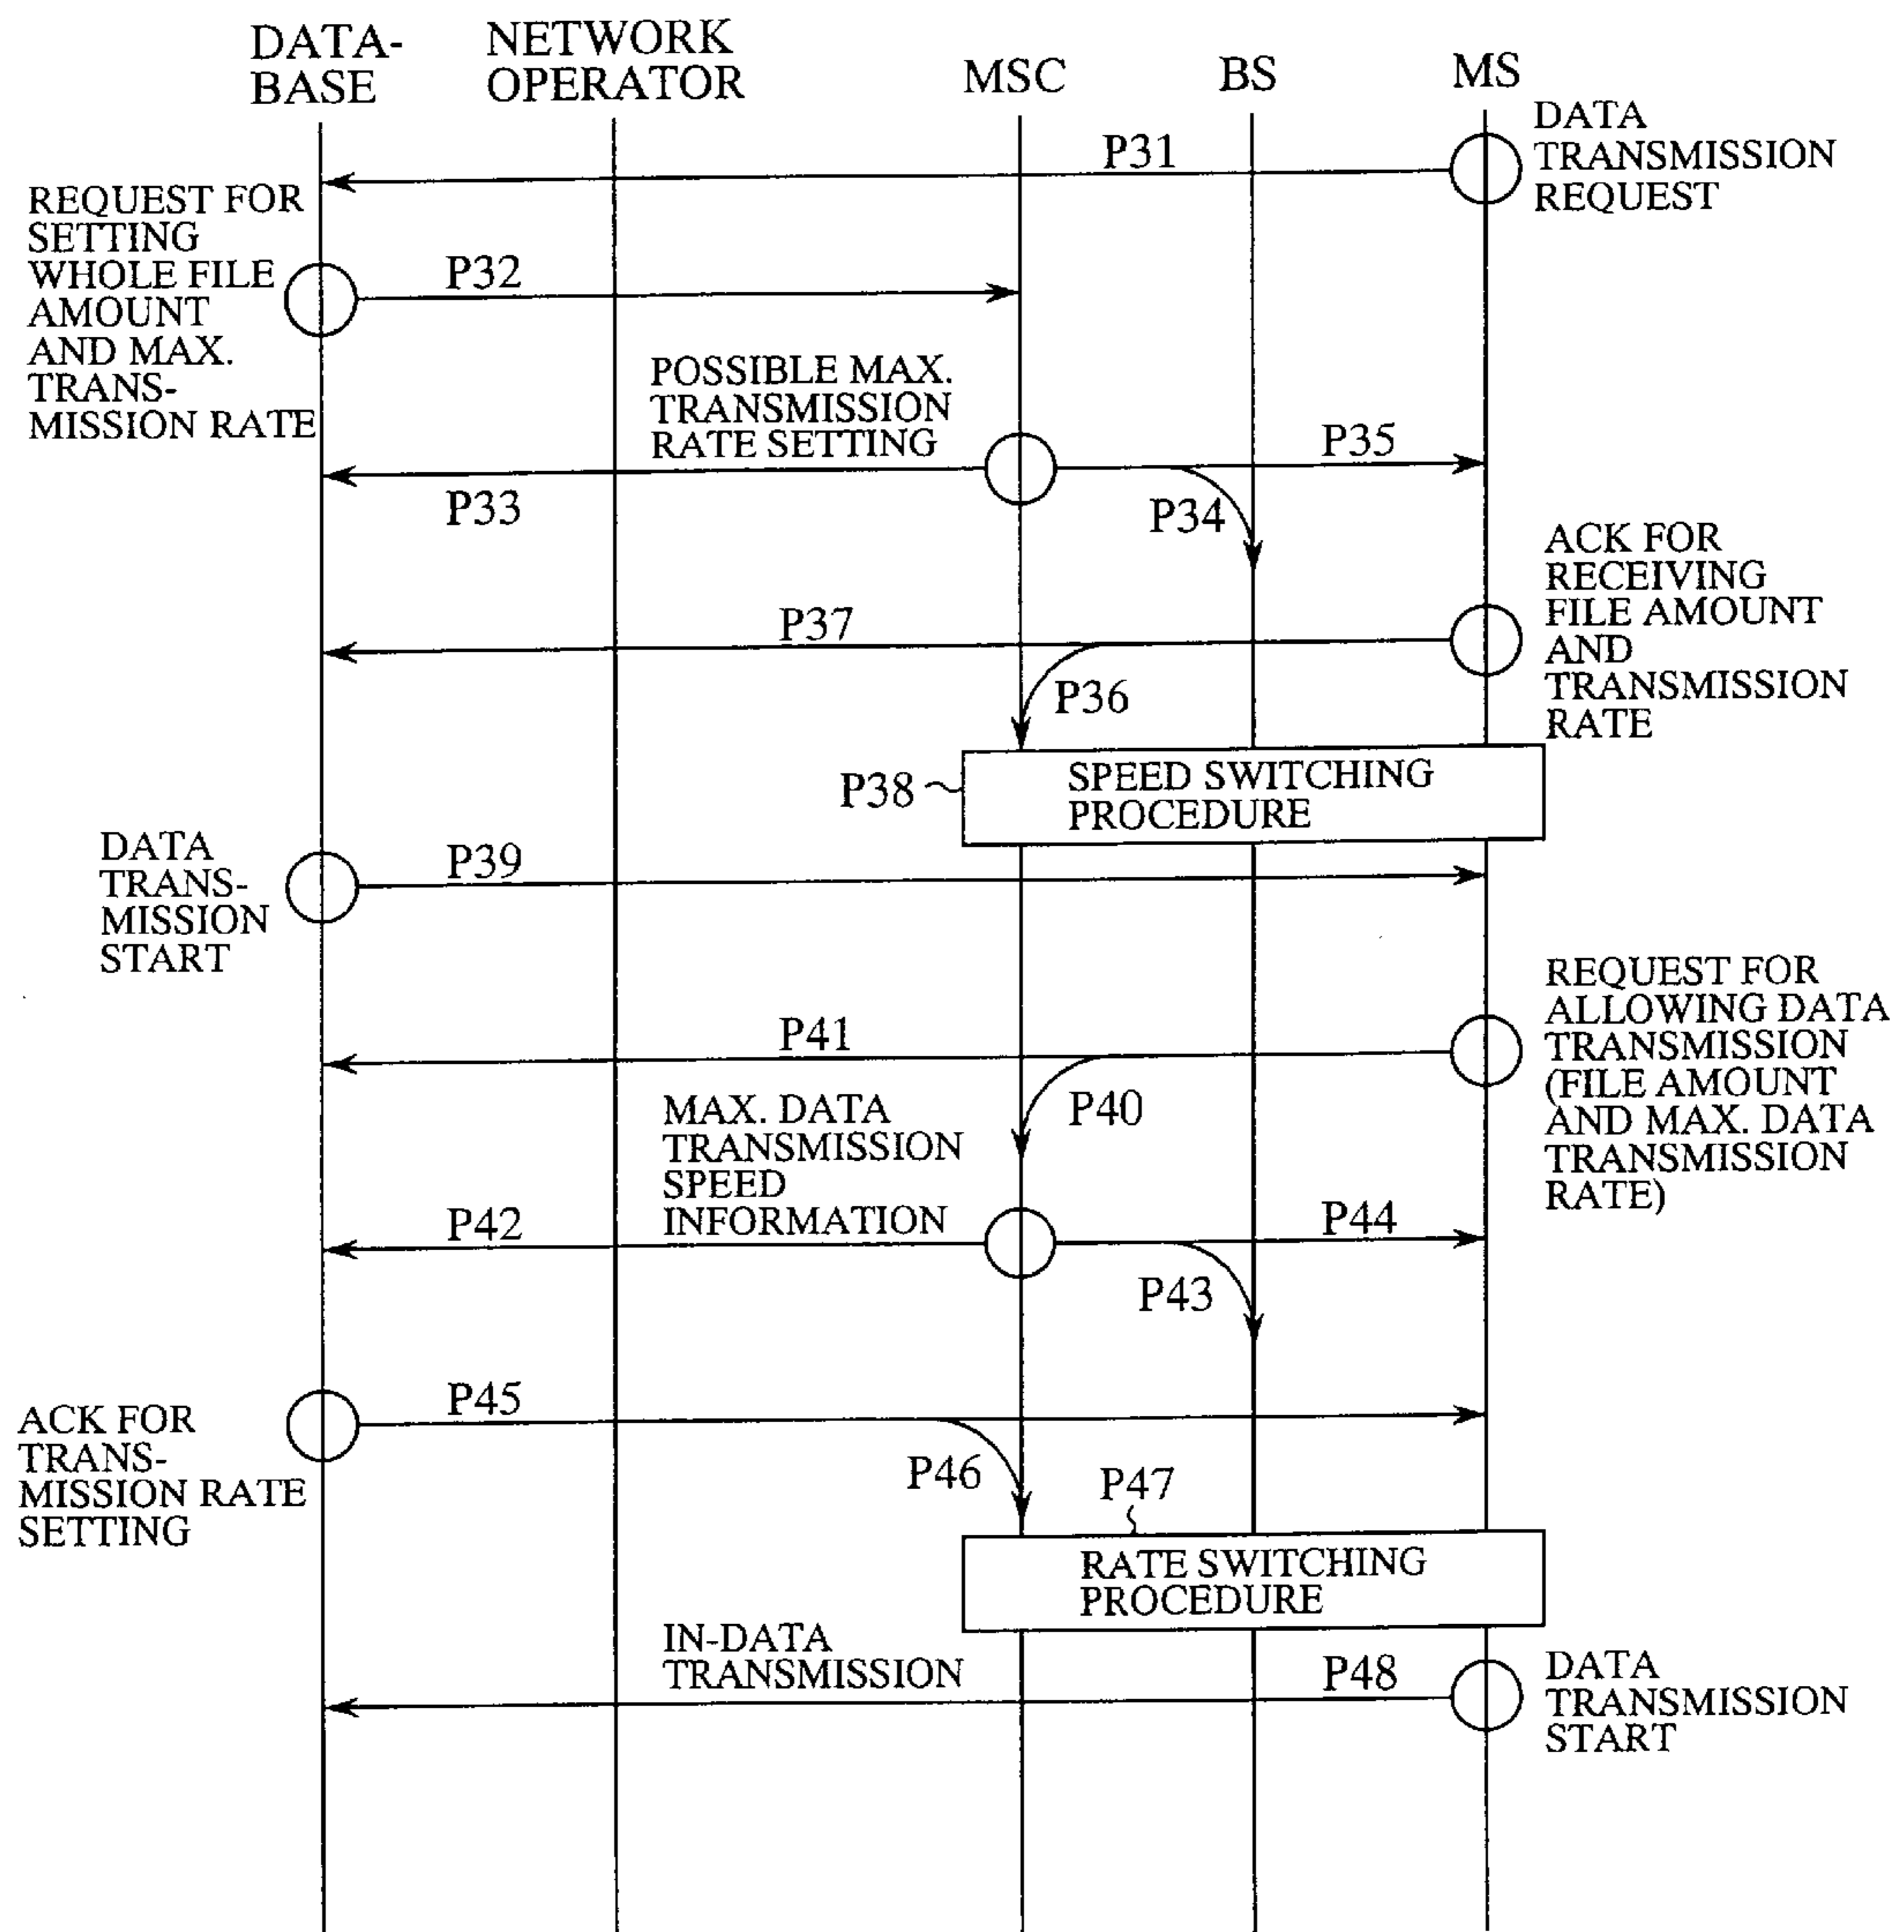 DATA-
BASE
NETWORK
OPERATOR
MSC
BS
MS
DATA
TRANSMISSION
REQUEST
P31
REQUEST FOR
SETTING
WHOLE FILE
AMOUNT
AND MAX.
TRANS-
MISSION RATE
P32
POSSIBLE MAX.
TRANSMISSION
RATE SETTING
P35
P33
P34
ACK FOR
RECEIVING
FILE AMOUNT
AND
TRANSMISSION
RATE
P37
P36
P38
SPEED SWITCHING
PROCEDURE
DATA
TRANS-
MISSION
START
P39
REQUEST FOR
ALLOWING DATA
TRANSMISSION
(FILE AMOUNT
AND MAX. DATA
TRANSMISSION
RATE)
P41
P40
MAX. DATA
TRANSMISSION
SPEED
INFORMATION
P42
P44
P43
ACK FOR
TRANS-
MISSION RATE
SETTING
P45
P46
P47
RATE SWITCHING
PROCEDURE
IN-DATA
TRANSMISSION
P48
DATA
TRANSMISSION
START